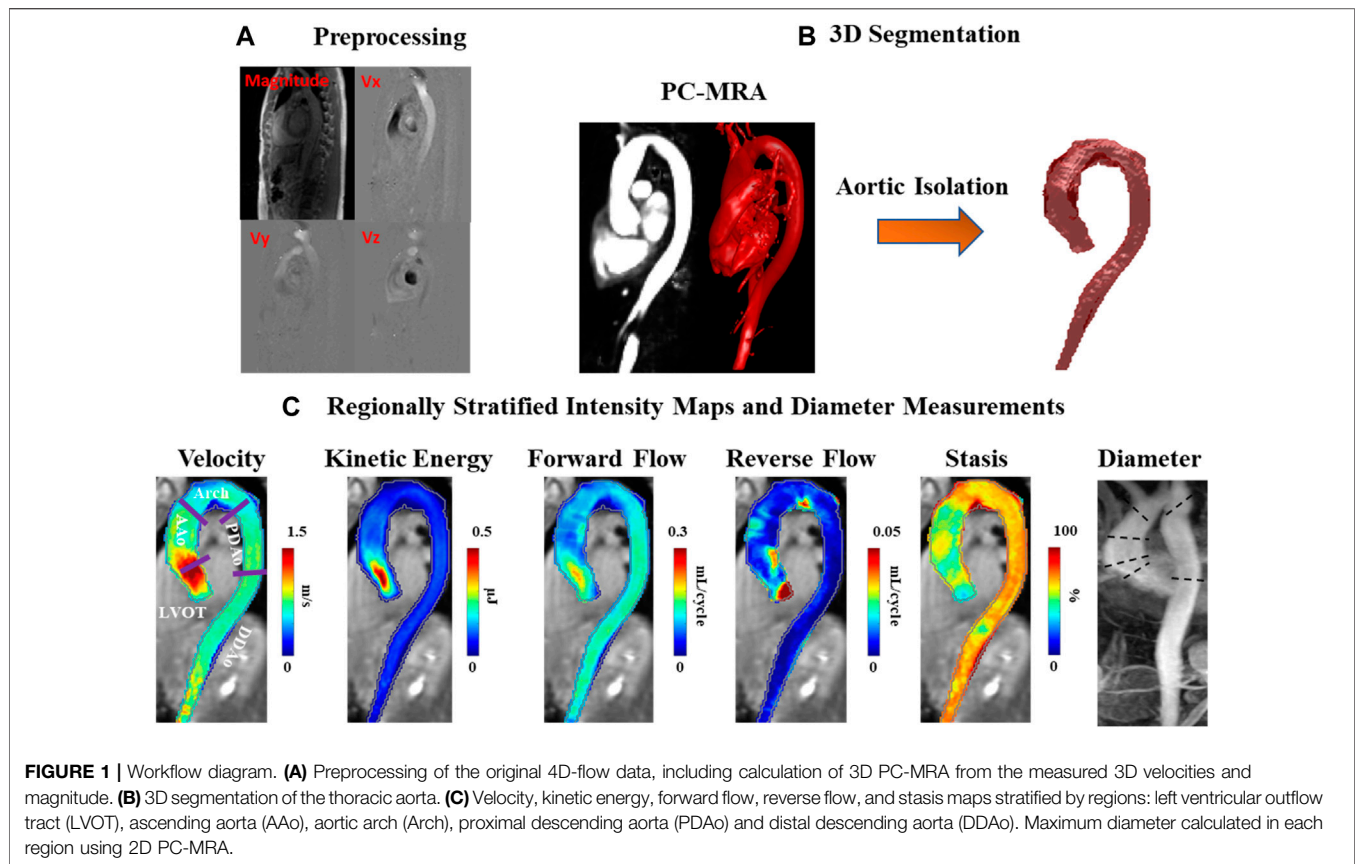 A Preprocessing
B 3D Segmentation
Magnitude
Vx
Vy
Vz
PC-MRA
Aortic Isolation
C Regionally Stratified Intensity Maps and Diameter Measurements
Velocity
Arch
AAo
PDAo
LVOT
DDAo
1.5
m/s
0
Kinetic Energy
0.5
μJ
0
Forward Flow
0.3
mL/cycle
0
Reverse Flow
0.05
mL/cycle
0
Stasis
100
%
0
Diameter
FIGURE 1 | Workflow diagram. (A) Preprocessing of the original 4D-flow data, including calculation of 3D PC-MRA from the measured 3D velocities and
magnitude. (B) 3D segmentation of the thoracic aorta. (C) Velocity, kinetic energy, forward flow, reverse flow, and stasis maps stratified by regions: left ventricular outflow
tract (LVOT), ascending aorta (AAo), aortic arch (Arch), proximal descending aorta (PDAo) and distal descending aorta (DDAo). Maximum diameter calculated in each
region using 2D PC-MRA.